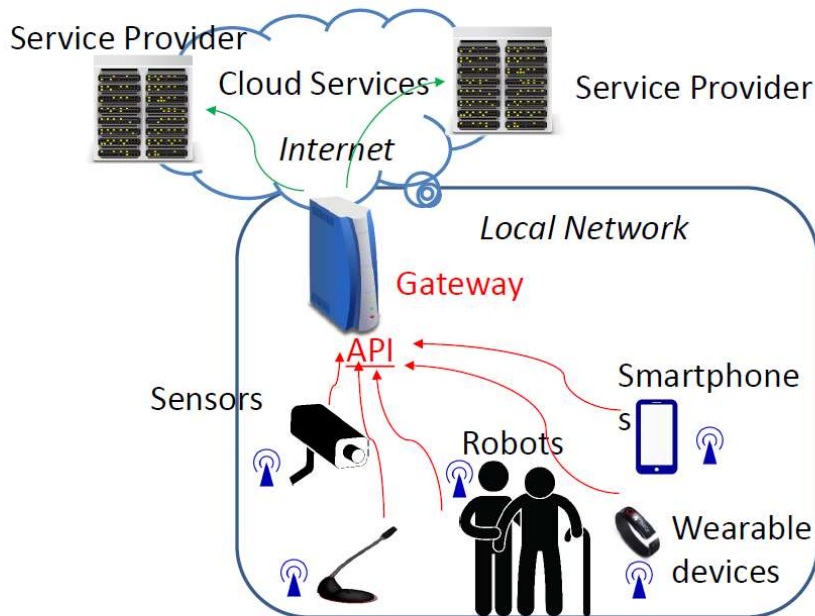 Service Provider
Cloud Services
Service Provider
Internet
Local Network
Gateway
API
Sensors
Smartphone
s
Robots
Wearable
devices